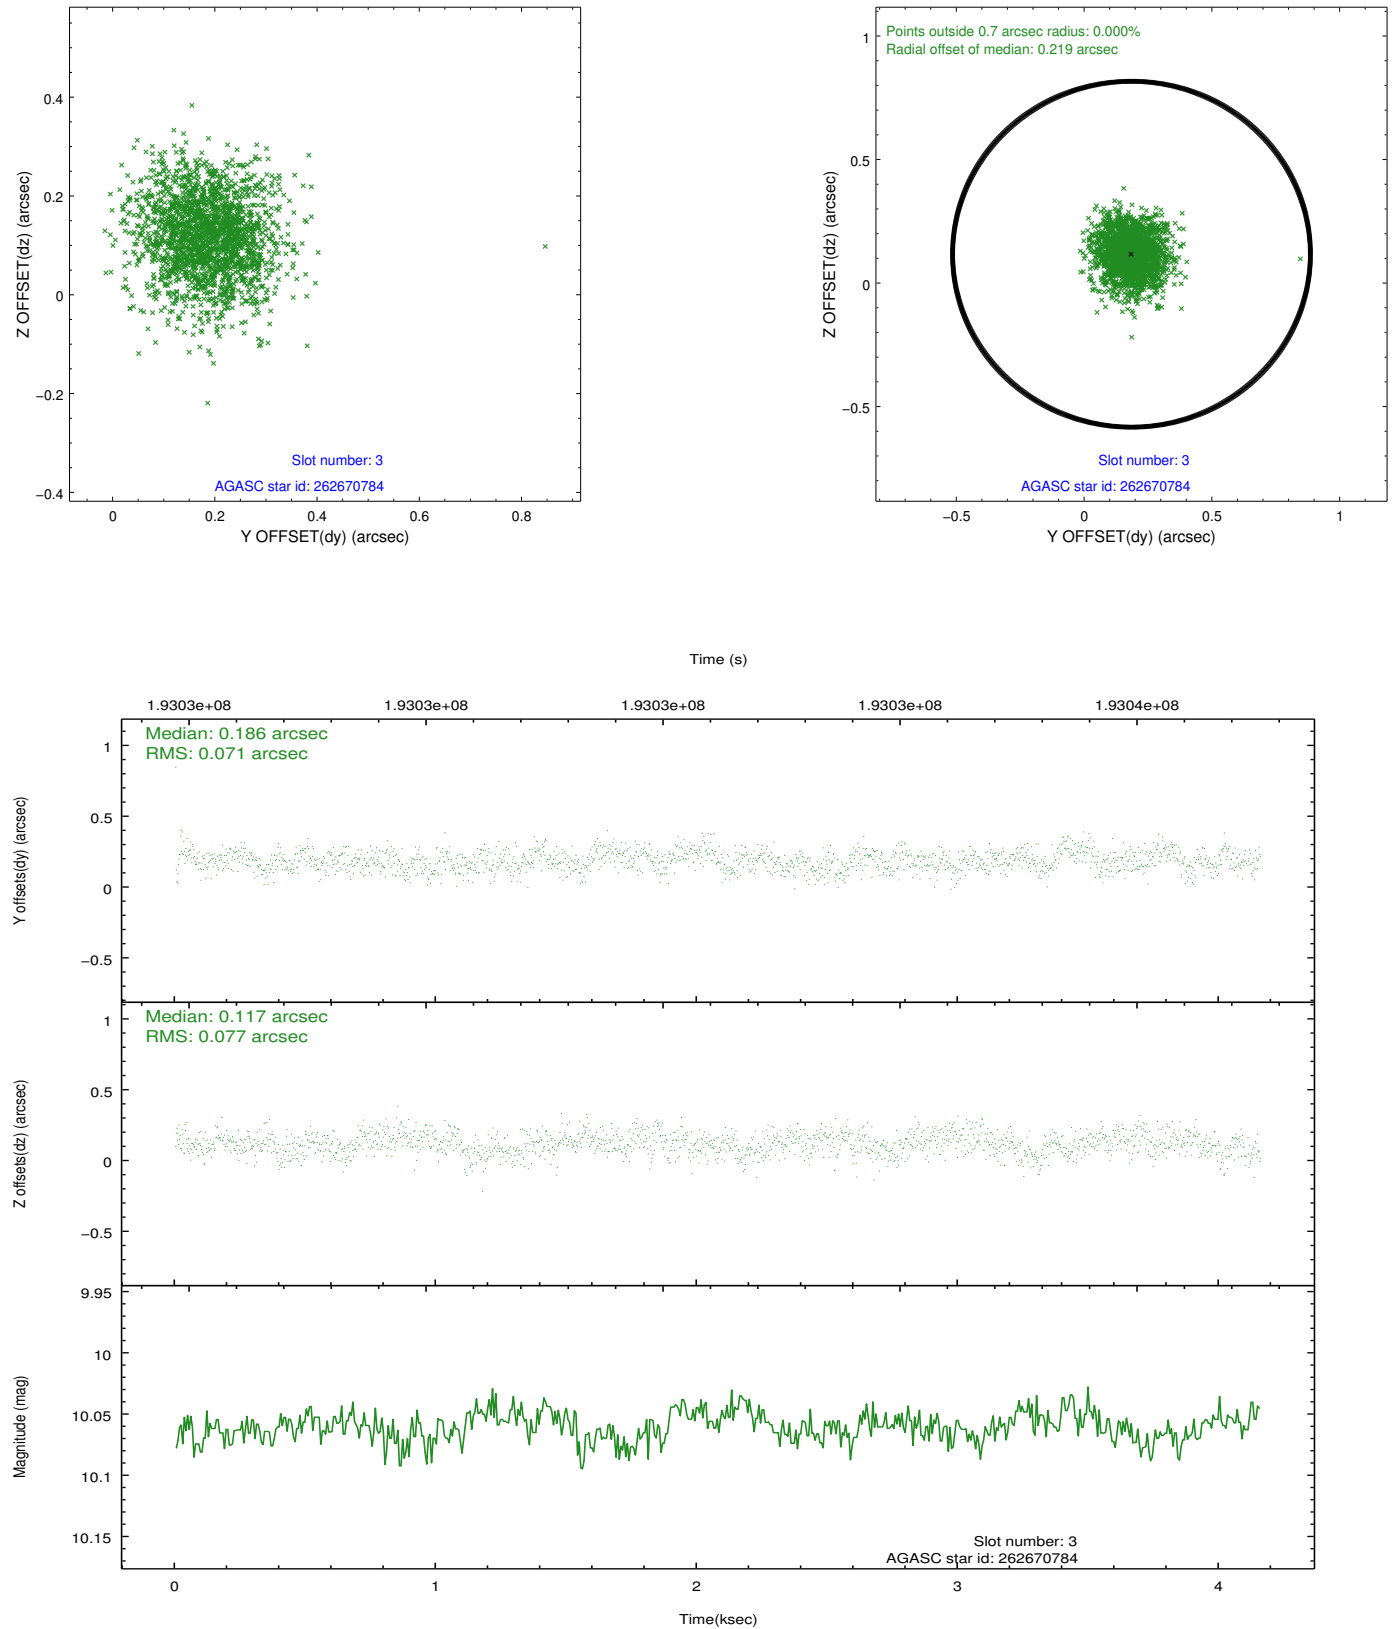 0.4
0.2
0
−0.2
−0.4
Z OFFSET(dz) (arcsec)
Slot number: 3
AGASC star id: 262670784
0 0.2 0.4 0.6 0.8
Y OFFSET(dy) (arcsec)
Points outside 0.7 arcsec radius: 0.000%
Radial offset of median: 0.219 arcsec
1
0.5
0
−0.5
Z OFFSET(dz) (arcsec)
Slot number: 3
AGASC star id: 262670784
−0.5 0 0.5 1
Y OFFSET(dy) (arcsec)
Time (s)
1.9303e+08 1.9303e+08 1.9303e+08 1.9303e+08 1.9304e+08
Median: 0.186 arcsec
RMS: 0.071 arcsec
1
0.5
0
−0.5
Y offsets(dy) (arcsec)
Median: 0.117 arcsec
RMS: 0.077 arcsec
1
0.5
0
−0.5
Z offsets(dz) (arcsec)
9.95
10
10.05
10.1
10.15
Magnitude (mag)
Slot number: 3
AGASC star id: 262670784
0 1 2 3 4
Time(ksec)